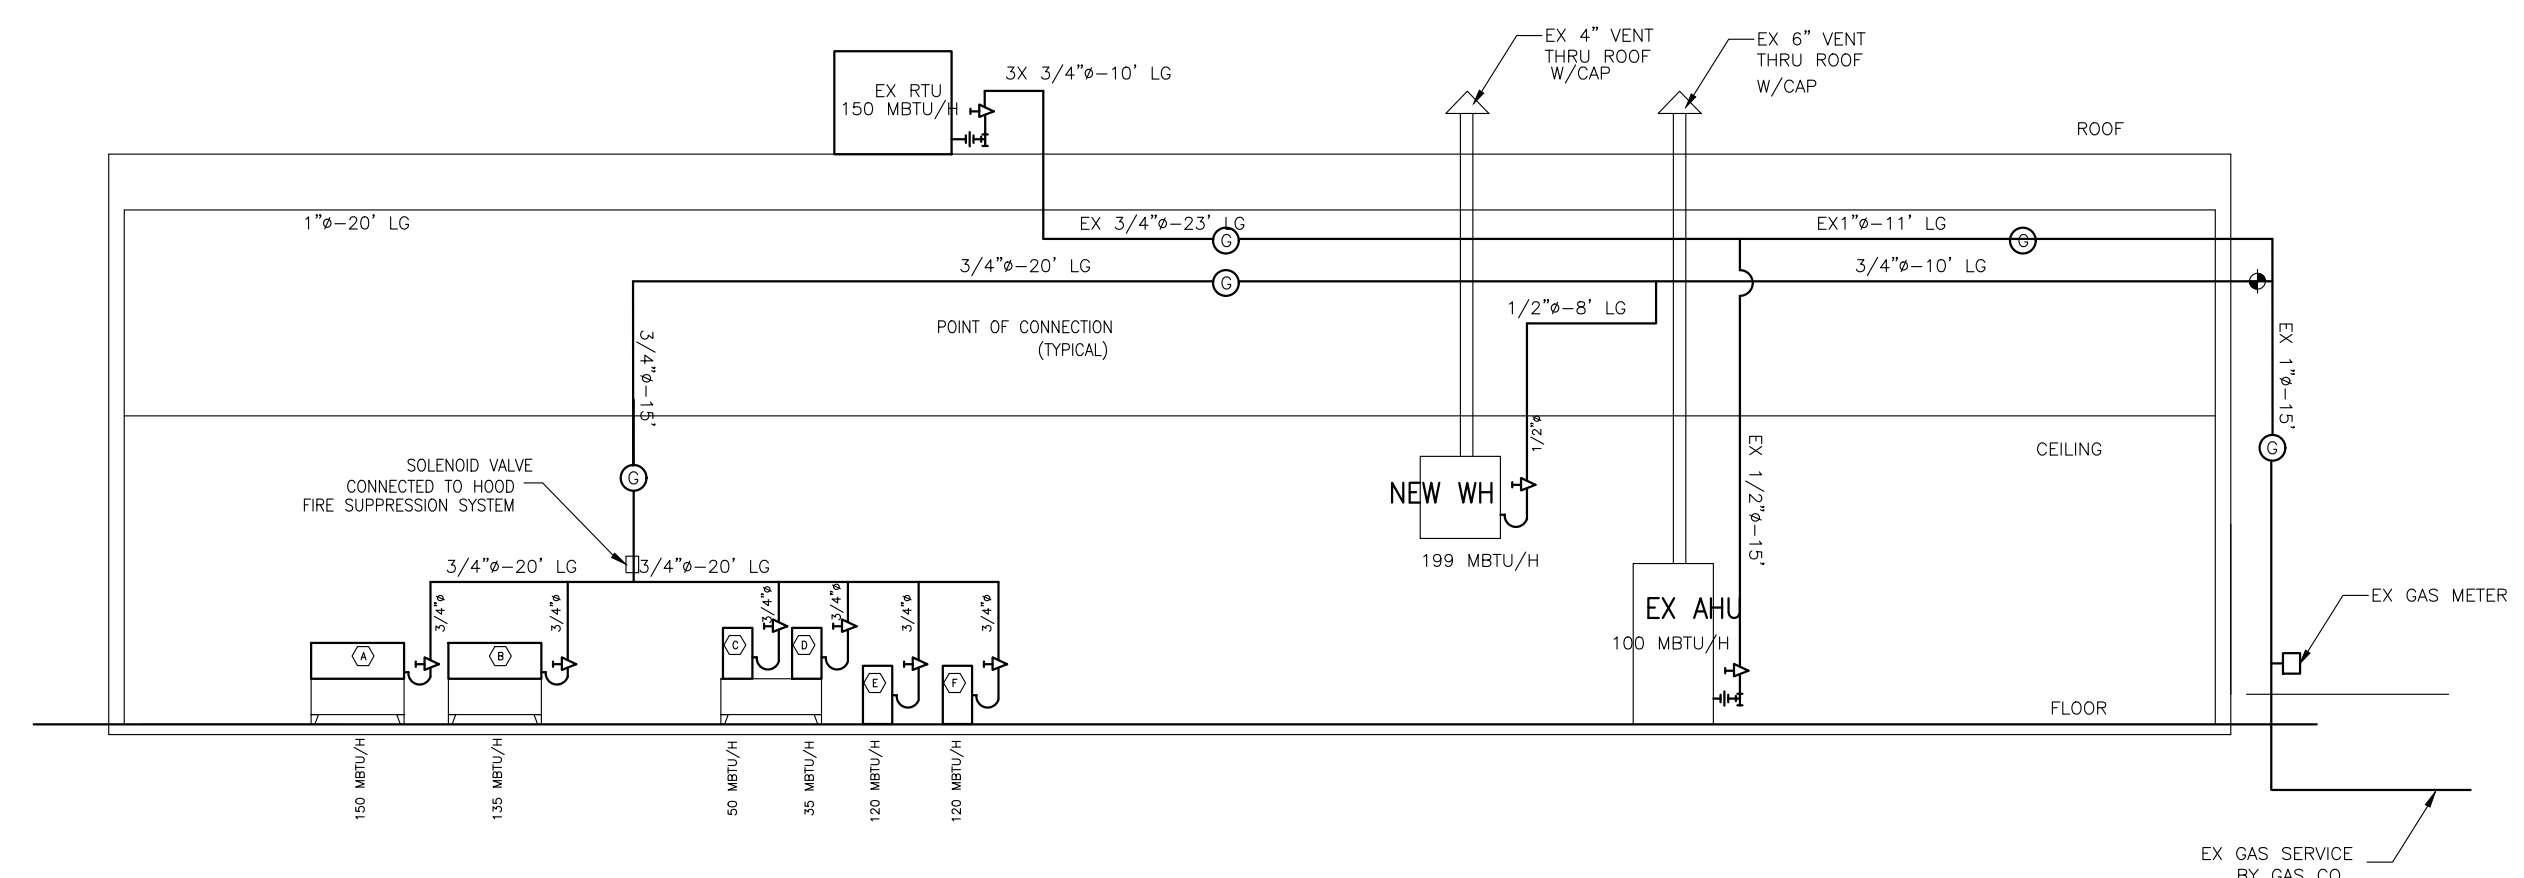 EX 4” VENT
THRU ROOF
W/CAP
EX 6” VENT
THRU ROOF
W/CAP
3X 3/4”ø–10’ LG
EX RTU
150 MBTU/H
ROOF
1”ø–20’ LG
EX 3/4”ø–23’ LG
EX1”ø–11’ LG
G
G
3/4”ø–20’ LG
3/4”ø–10’ LG
G
1/2”ø–8’ LG
POINT OF CONNECTION
(TYPICAL)
3/4”ø–15’
EX 1”ø–15’
1/2”ø
EX 1/2”ø–15’
CEILING
G
SOLENOID VALVE
CONNECTED TO HOOD
FIRE SUPPRESSION SYSTEM
G
NEW WH
199 MBTU/H
3/4”ø–20’ LG
3/4”ø–20’ LG
3/4”ø
3/4”ø
3/4”ø
3/4”ø
3/4”ø
3/4”ø
EX AHU
100 MBTU/H
EX GAS METER
A
B
C
D
E
F
FLOOR
150 MBTU/H
135 MBTU/H
50 MBTU/H
35 MBTU/H
120 MBTU/H
120 MBTU/H
EX GAS SERVICE
BY GAS CO